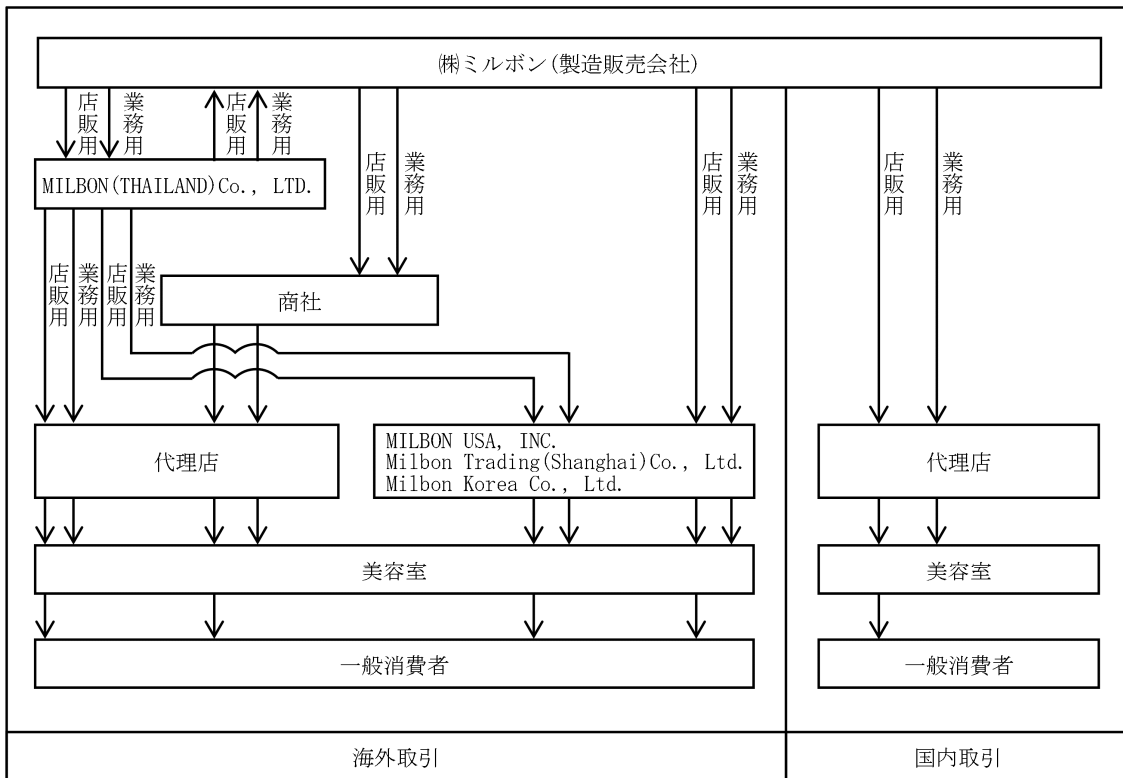 ㈱ミルボン(製造販売会社)
店販用
業務用
店販用
業務用
店販用
業務用
店販用
業務用
店販用
業務用
MILBON(THAILAND)Co., LTD.
店販用
業務用
店販用
業務用
商社
代理店
MILBON USA, INC.
Milbon Trading(Shanghai)Co., Ltd.
Milbon Korea Co., Ltd.
代理店
美容室
美容室
一般消費者
一般消費者
海外取引
国内取引